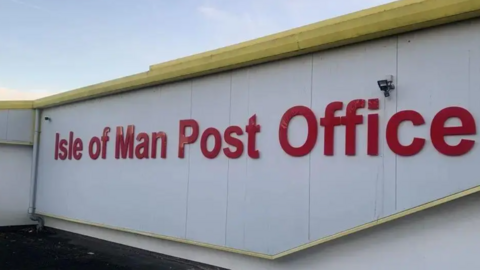 Isle of Man Post Office